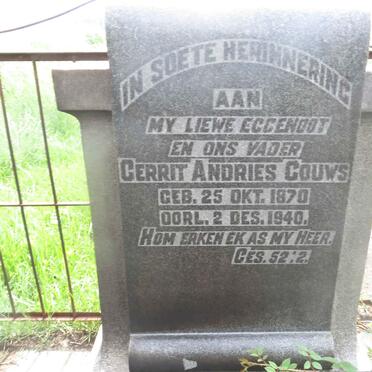 IN SOETE HERINNERING
AAN
MY LIEWE EGGENOOT
EN ONS VADER
GERRIT ANDRIES GOUWS
GEB. 25 OKT. 1870
OORL. 2 DES. 1940.
HOM ERKEN EK AS MY HEER.
GES. 52:2.